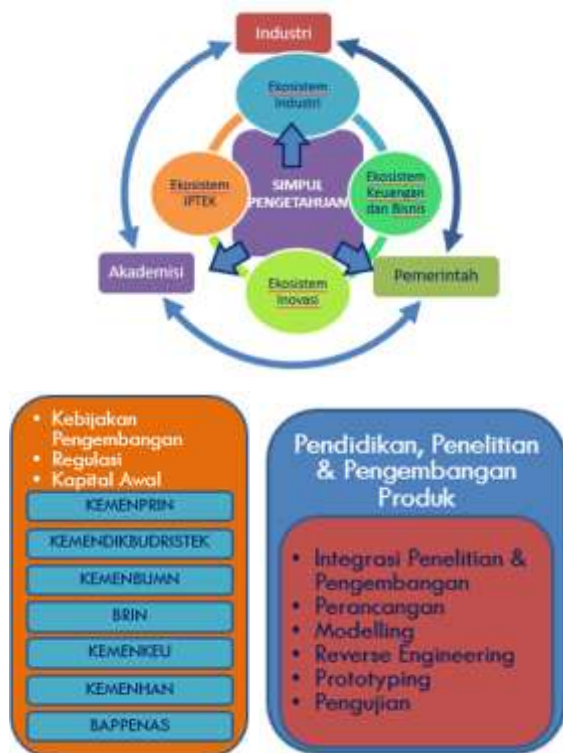 Industri
Ekosistem
Industri
Ekosistem
IPTEK
SIMPUL
PENGETAHUAN
Ekosistem
Keuangan
dan Bisnis
Akademisi
Ekosistem
Inovasi
Pemerintah
• Kebijakan
Pengembangan
• Regulasi
• Kapital Awal
KEMENPRIN
KEMENDIKBUDRISTEK
KEMENBUMN
BRIN
KEMENKEU
KEMENHAN
BAPPENAS
Pendidikan, Penelitian
& Pengembangan
Produk
• Integrasi Penelitian &
Pengembangan
• Perancangan
• Modelling
• Reverse Engineering
• Prototyping
• Pengujian